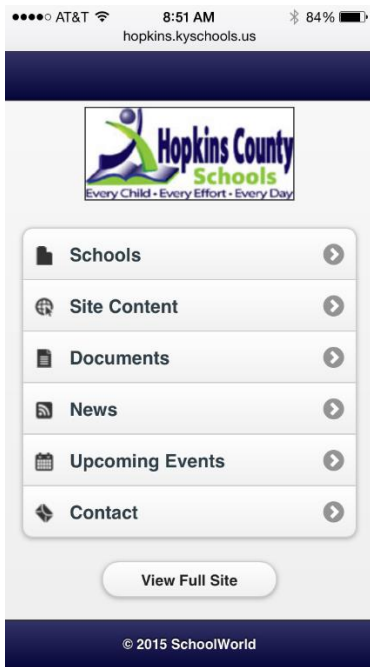 AT&T 8:51 AM 84%
hopkins.kyschools.us
Hopkins County
Schools
Every Child - Every Effort - Every Day
Schools
Site Content
Documents
News
Upcoming Events
Contact
View Full Site
© 2015 SchoolWorld